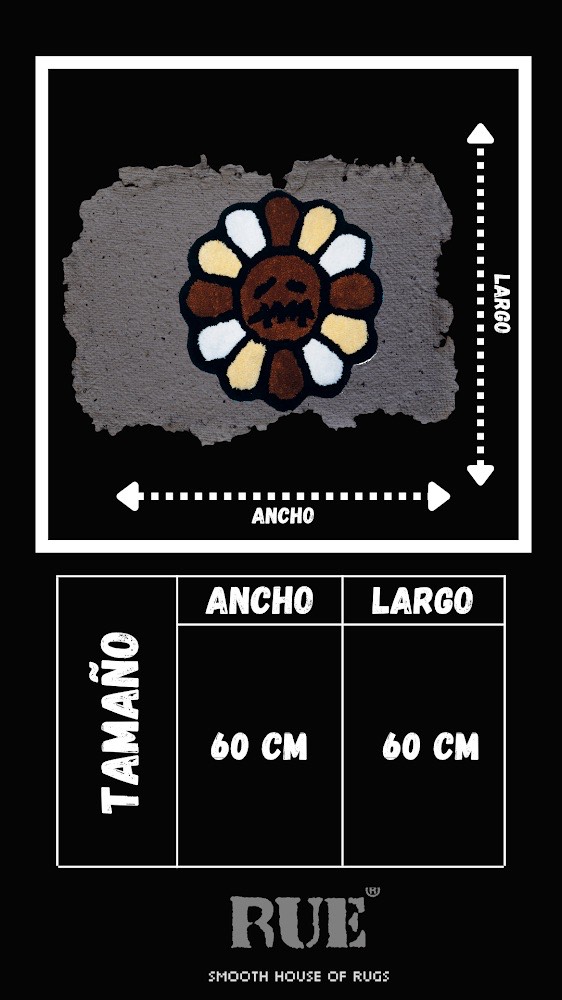 LARGO
ANCHO
TAMAÑO
ANCHO
LARGO
60 CM
60 CM
RUE®
SMOOTH HOUSE OF RUGS